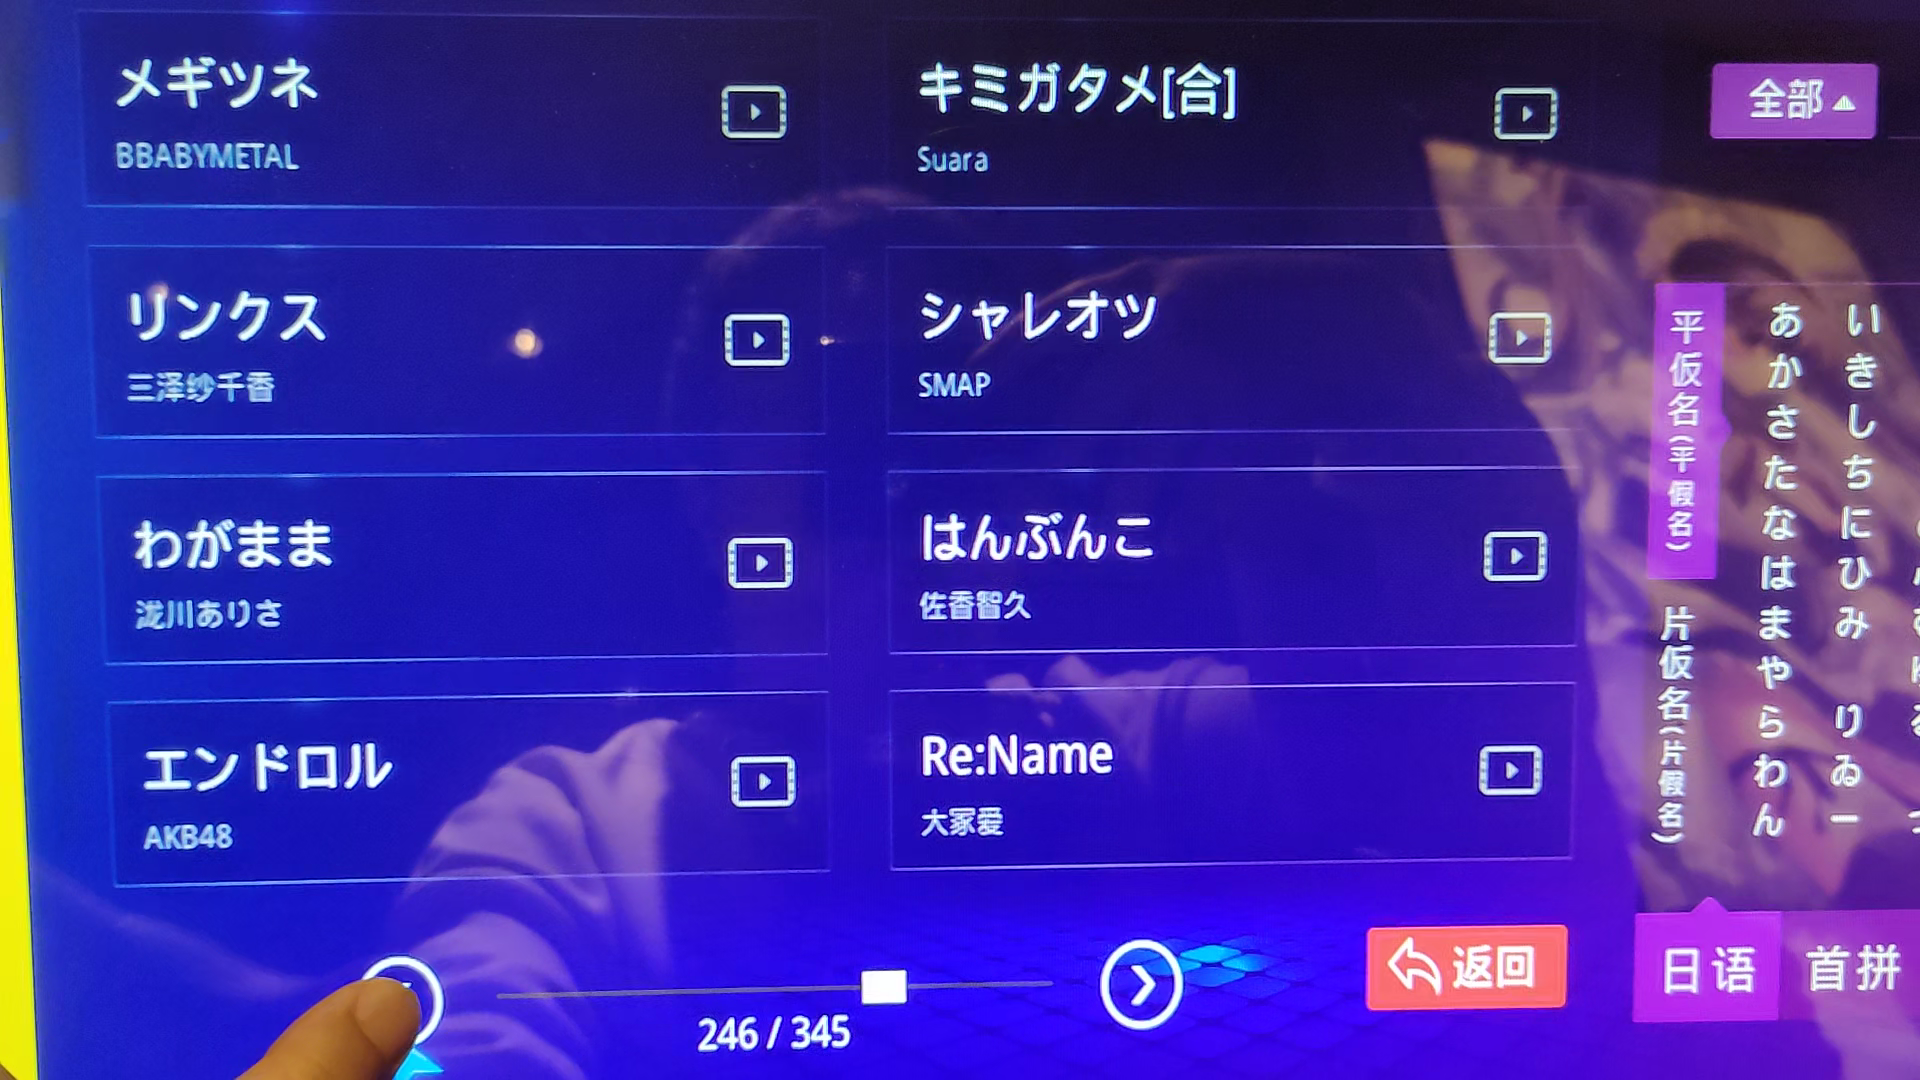 メギツネ
BBABYMETAL
キミガタメ[合]
Suara
リンクス
三泽纱千香
シャレオツ
SMAP
わがまま
泷川ありさ
はんぶんこ
佐香智久
エンドロル
AKB48
Re:Name
大冢爱
246 / 345
返回
全部
平仮名(平假名)
片仮名(片假名)
あかさたなはまやらわん
いきしちにひみ りゐー
日语
首拼